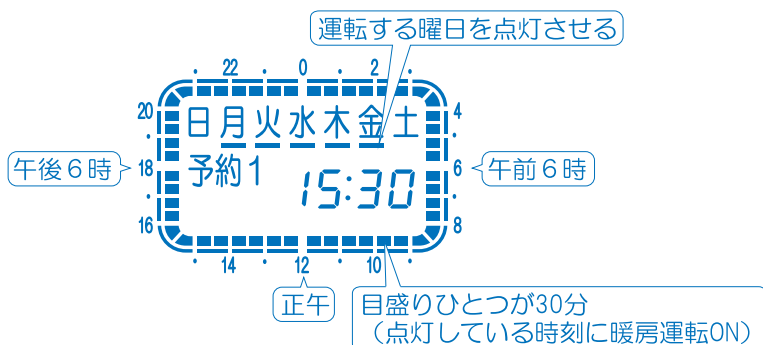 運転する曜日を点灯させる
22 · 0 · 2
20 日月火水木金土 4
午後6時 18 予約1 6 午前6時
15:30
16 8
14 · 12 · 10
正午
目盛りひとつが30分
（点灯している時刻に暖房運転ON）